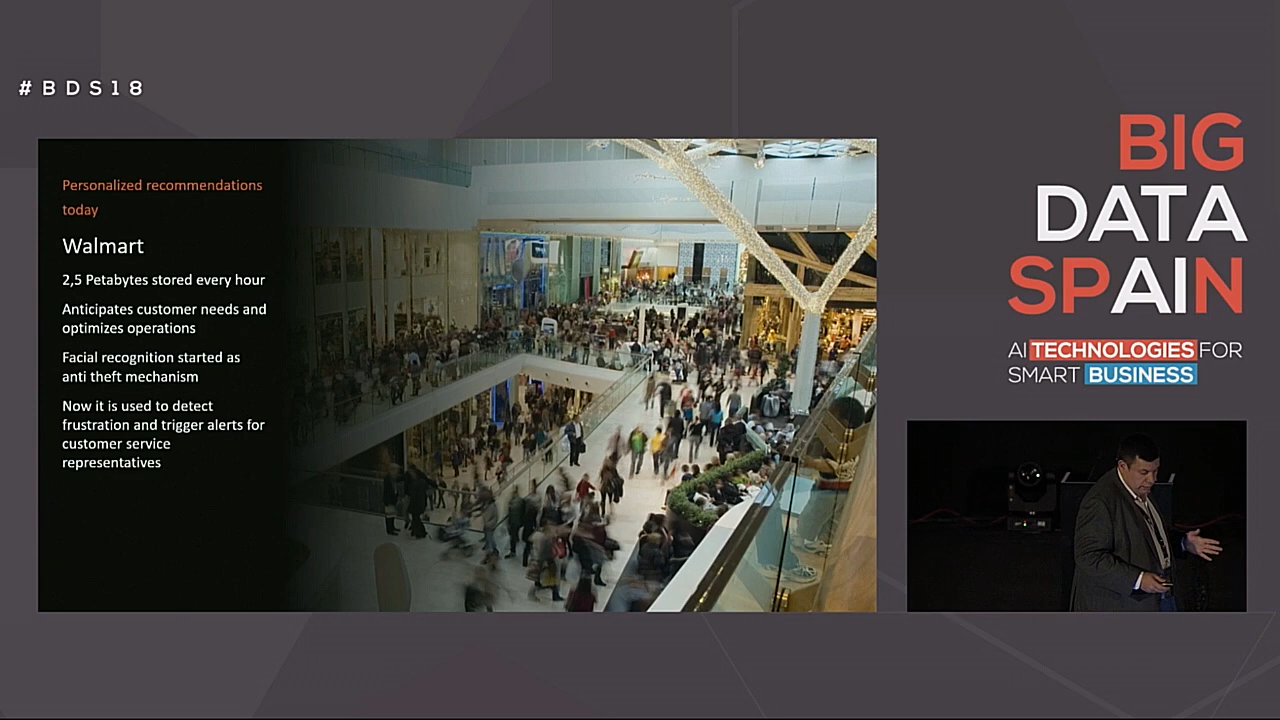 #BDS18
Personalized recommendations
today
Walmart
2,5 Petabytes stored every hour
Anticipates customer needs and
optimizes operations
Facial recognition started as
anti theft mechanism
Now it is used to detect
frustration and trigger alerts for
customer service
representatives
BIG
DATA
SPAIN
AI TECHNOLOGIES FOR
SMART BUSINESS